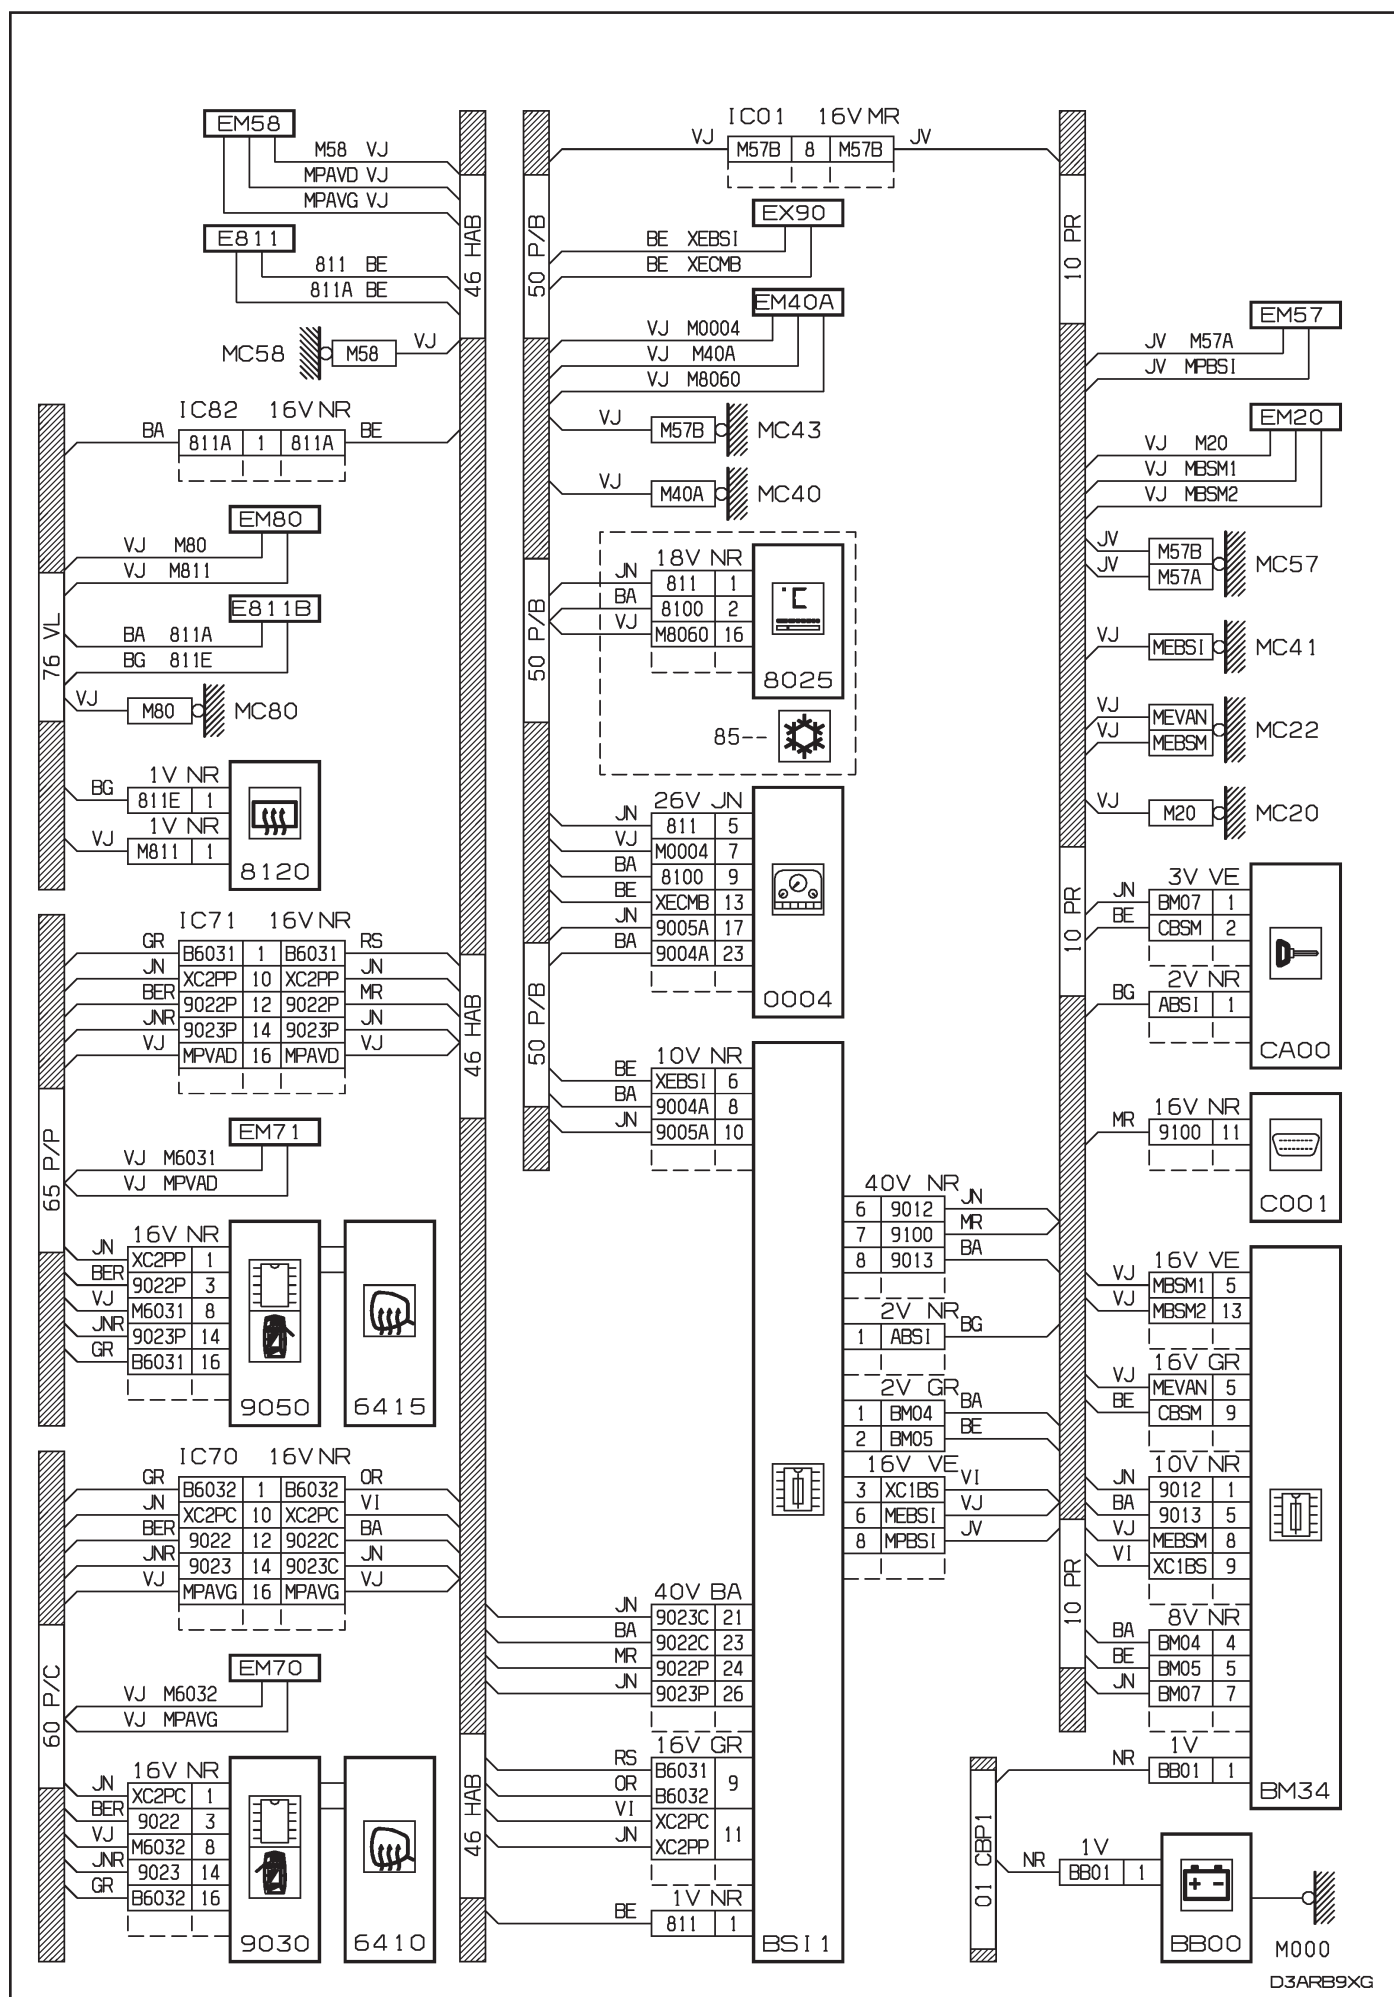 EM58
M58 VJ
MPAVD VJ
MPAVG VJ
E811
811 BE
811A BE
MC58 M58 VJ
46 HAB
IC82 16V NR
BA 811A 1 811A BE
EM80
VJ M80
VJ M811
E811B
BA 811A
BG 811E
76 VL
VJ M80 MC80
1V NR
BG 811E 1
1V NR
VJ M811 1
8120
IC71 16V NR
GR B6031 1 B6031 RS
JN XC2PP 10 XC2PP JN
BER 9022P 12 9022P MR
JNR 9023P 14 9023P JN
VJ MPVAD 16 MPAVD VJ
46 HAB
EM71
VJ M6031
VJ MPVAD
65 P/P
16V NR
JN XC2PP 1
BER 9022P 3
VJ M6031 8
JNR 9023P 14
GR B6031 16
9050 6415
IC70 16V NR
GR B6032 1 B6032 OR
JN XC2PC 10 XC2PC VI
BER 9022 12 9022C BA
JNR 9023 14 9023C JN
VJ MPAVG 16 MPAVG VJ
EM70
VJ M6032
VJ MPAVG
60 P/C
16V NR
JN XC2PC 1
BER 9022 3
VJ M6032 8
JNR 9023 14
GR B6032 16
9030 6410
46 HAB
IC01 16V MR
VJ M57B 8 M57B JV
EX90
BE XEBSI
BE XECMB
50 P/B
EM40A
VJ M0004
VJ M40A
VJ M8060
VJ M57B MC43
VJ M40A MC40
18V NR
JN 811 1
BA 8100 2
VJ M8060 16
°C
8025
85--
50 P/B
26V JN
JN 811 5
VJ M0004 7
BA 8100 9
BE XECMB 13
JN 9005A 17
BA 9004A 23
0004
50 P/B
10V NR
BE XEBSI 6
BA 9004A 8
JN 9005A 10
40V NR
6 9012 JN
7 9100 MR
8 9013 BA
2V NR
1 ABSI BG
2V GR
1 BM04 BA
2 BM05 BE
16V VE
3 XC1BS VI
6 MEBSI VJ
8 MPBSI JV
40V BA
JN 9023C 21
BA 9022C 23
MR 9022P 24
JN 9023P 26
16V GR
RS B6031
OR B6032
9
VI XC2PC
JN XC2PP
11
1V NR
BE 811 1
BSI1
10 PR
EM57
JV M57A
JV MPBSI
EM20
VJ M20
VJ MBSM1
VJ MBSM2
JV M57B
JV M57A
MC57
VJ MEBSI MC41
VJ MEVAN
VJ MEBSM
MC22
VJ M20 MC20
10 PR
3V VE
JN BM07 1
BE CBSM 2
2V NR
BG ABSI 1
CA00
16V NR
MR 9100 11
C001
16V VE
VJ MBSM1 5
VJ MBSM2 13
16V GR
VJ MEVAN 5
BE CBSM 9
10V NR
JN 9012 1
BA 9013 5
VJ MEBSM 8
VI XC1BS 9
10 PR
8V NR
BA BM04 4
BE BM05 5
JN BM07 7
1V
NR BB01 1
BM34
01 CBP1
1V
NR BB01 1
+ -
BB00
M000
D3ARB9XG